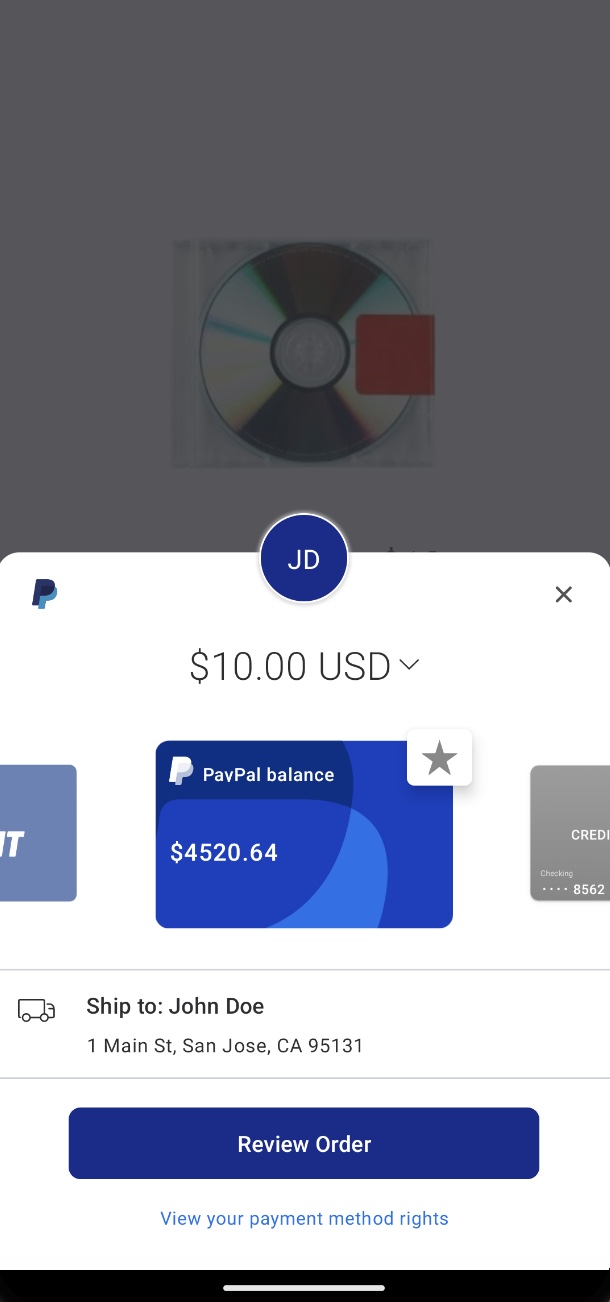 JD
$10.00 USD
PayPal balance
$4520.64
IT
CREDI
Checking
•••• 8562
Ship to: John Doe
1 Main St, San Jose, CA 95131
Review Order
View your payment method rights